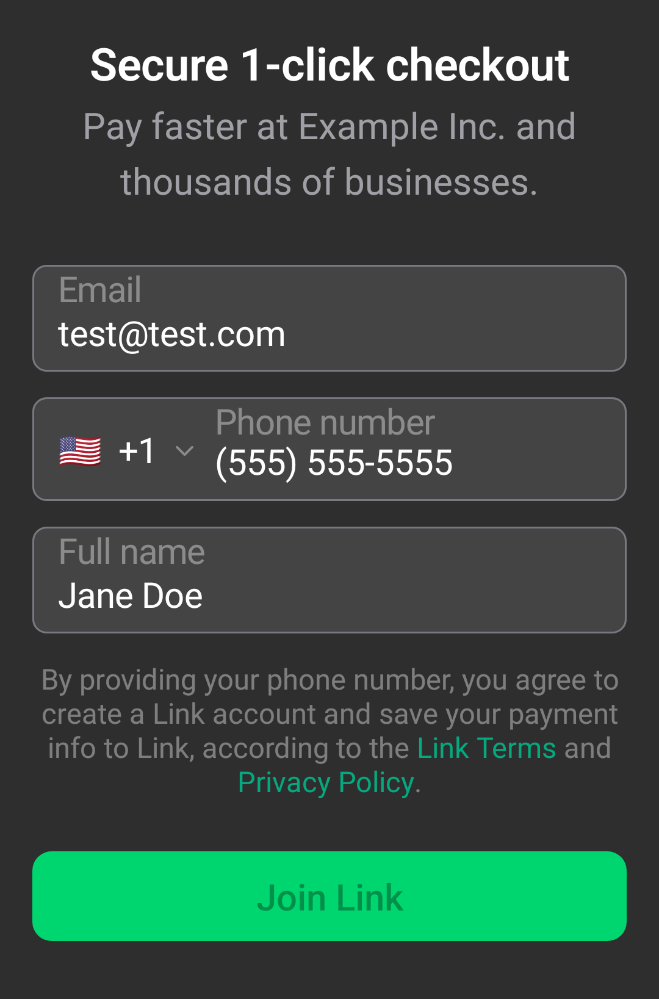 Secure 1-click checkout
Pay faster at Example Inc. and
thousands of businesses.
Email
test@test.com
Phone number
+1 (555) 555-5555
Full name
Jane Doe
By providing your phone number, you agree to
create a Link account and save your payment
info to Link, according to the Link Terms and
Privacy Policy.
Join Link